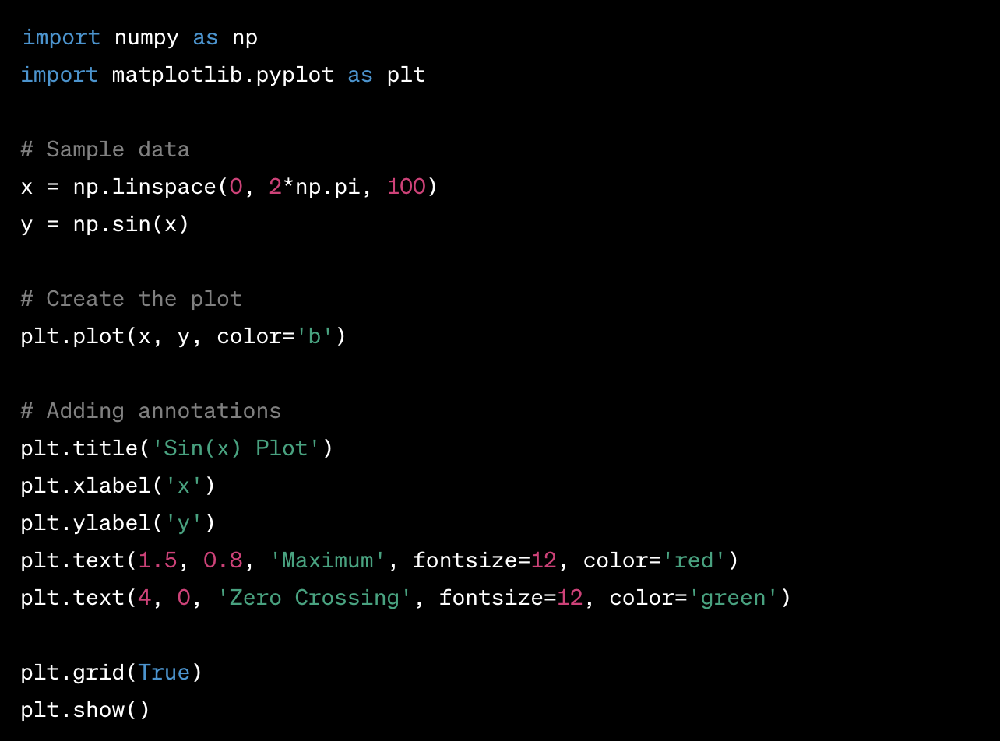 import numpy as np
import matplotlib.pyplot as plt
# Sample data
x = np.linspace(0, 2*np.pi, 100)
y = np.sin(x)
# Create the plot
plt.plot(x, y, color='b')
# Adding annotations
plt.title('Sin(x) Plot')
plt.xlabel('x')
plt.ylabel('y')
plt.text(1.5, 0.8, 'Maximum', fontsize=12, color='red')
plt.text(4, 0, 'Zero Crossing', fontsize=12, color='green')
plt.grid(True)
plt.show()